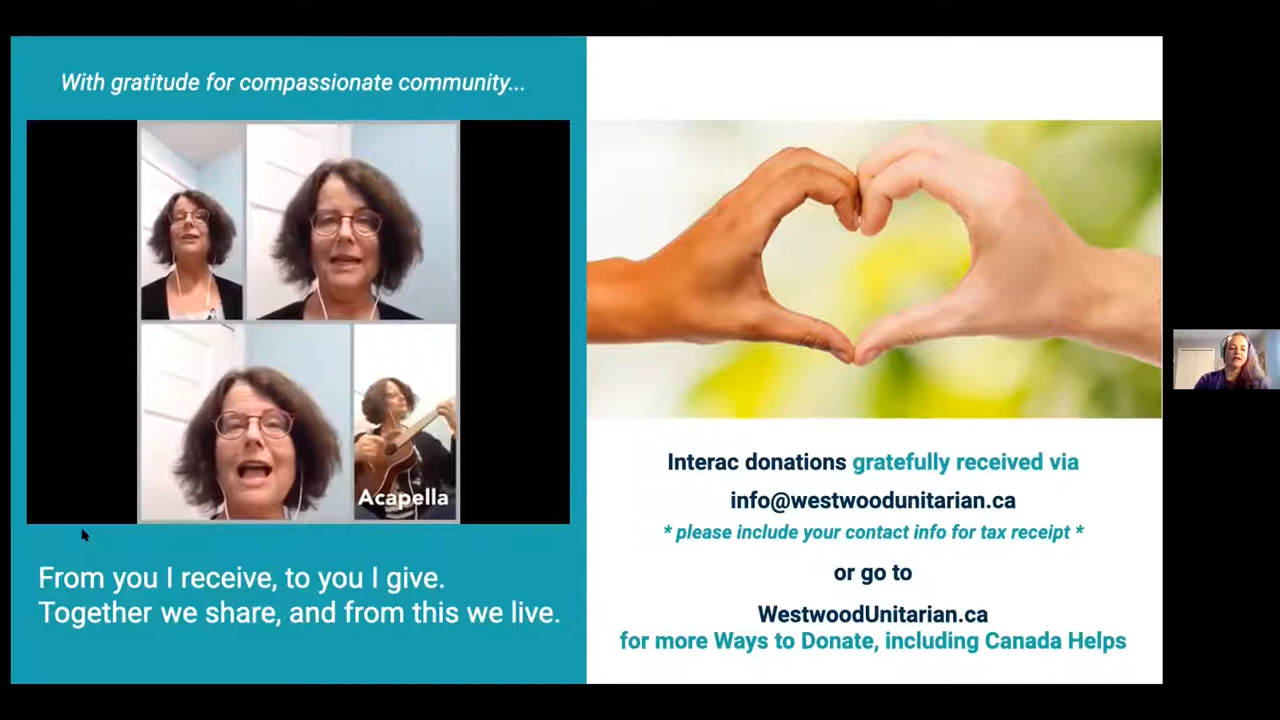 With gratitude for compassionate community...
Acapella
From you I receive, to you I give.
Together we share, and from this we live.
Interac donations gratefully received via
info@westwoodunitarian.ca
* please include your contact info for tax receipt *
or go to
WestwoodUnitarian.ca
for more Ways to Donate, including Canada Helps